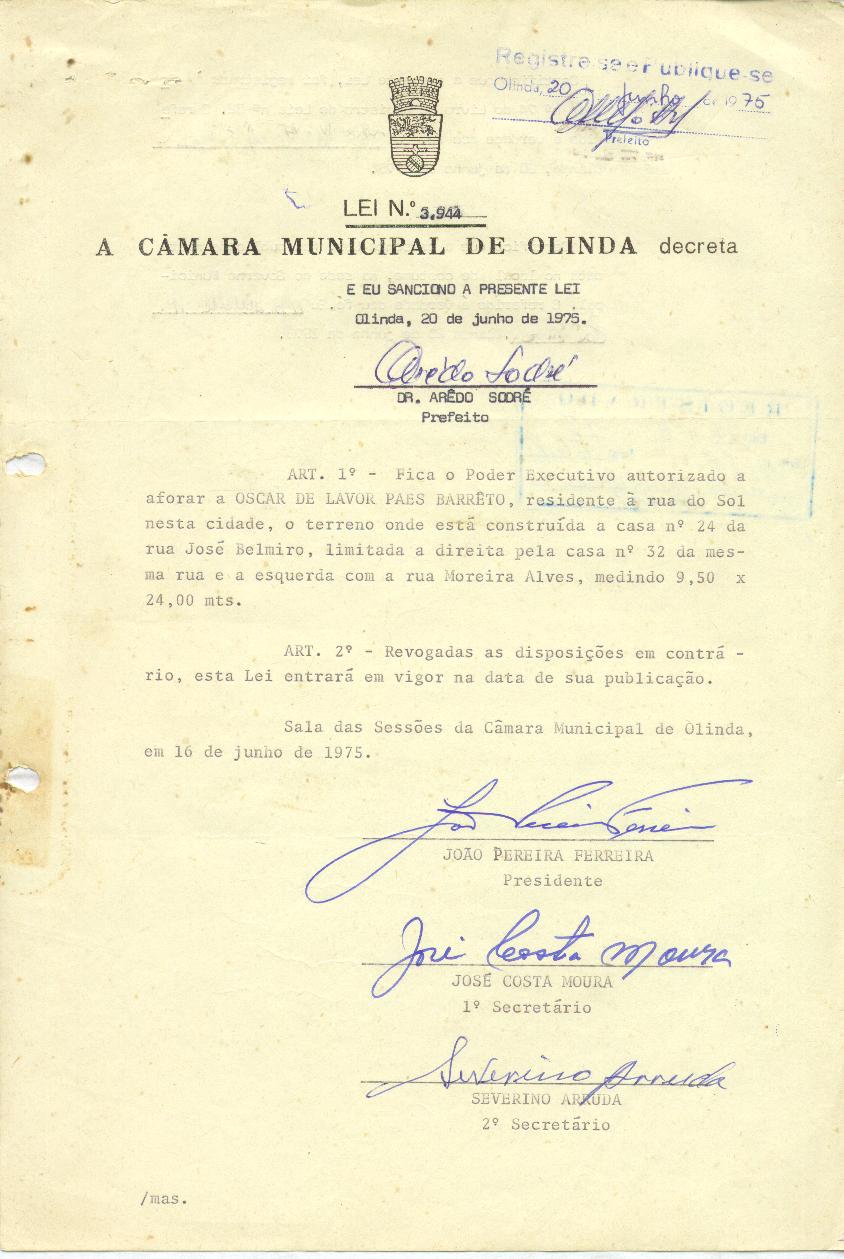 Registre-se e Publique-se
Olinda, 20 Junho de 1975
Prefeito
LEI N.º 3.944
A CÂMARA MUNICIPAL DE OLINDA decreta
E EU SANCIONO A PRESENTE LEI
Olinda, 20 de junho de 1975.
Arêdo Sodré
DR. ARÊDO SODRÉ
Prefeito
ART. 1º - Fica o Poder Executivo autorizado a
aforar a OSCAR DE LAVOR PAES BARRÊTO, residente à rua do Sol
nesta cidade, o terreno onde está construída a casa nº 24 da
rua José Belmiro, limitada a direita pela casa nº 32 da mes-
ma rua e a esquerda com a rua Moreira Alves, medindo 9,50 x
24,00 mts.
ART. 2º - Revogadas as disposições em contrá -
rio, esta Lei entrará em vigor na data de sua publicação.
Sala das Sessões da Câmara Municipal de Olinda,
em 16 de junho de 1975.
JOÃO PEREIRA FERREIRA
Presidente
José Costa Moura
JOSÉ COSTA MOURA
1º Secretário
Severino Arruda
SEVERINO ARRUDA
2º Secretário
/mas.